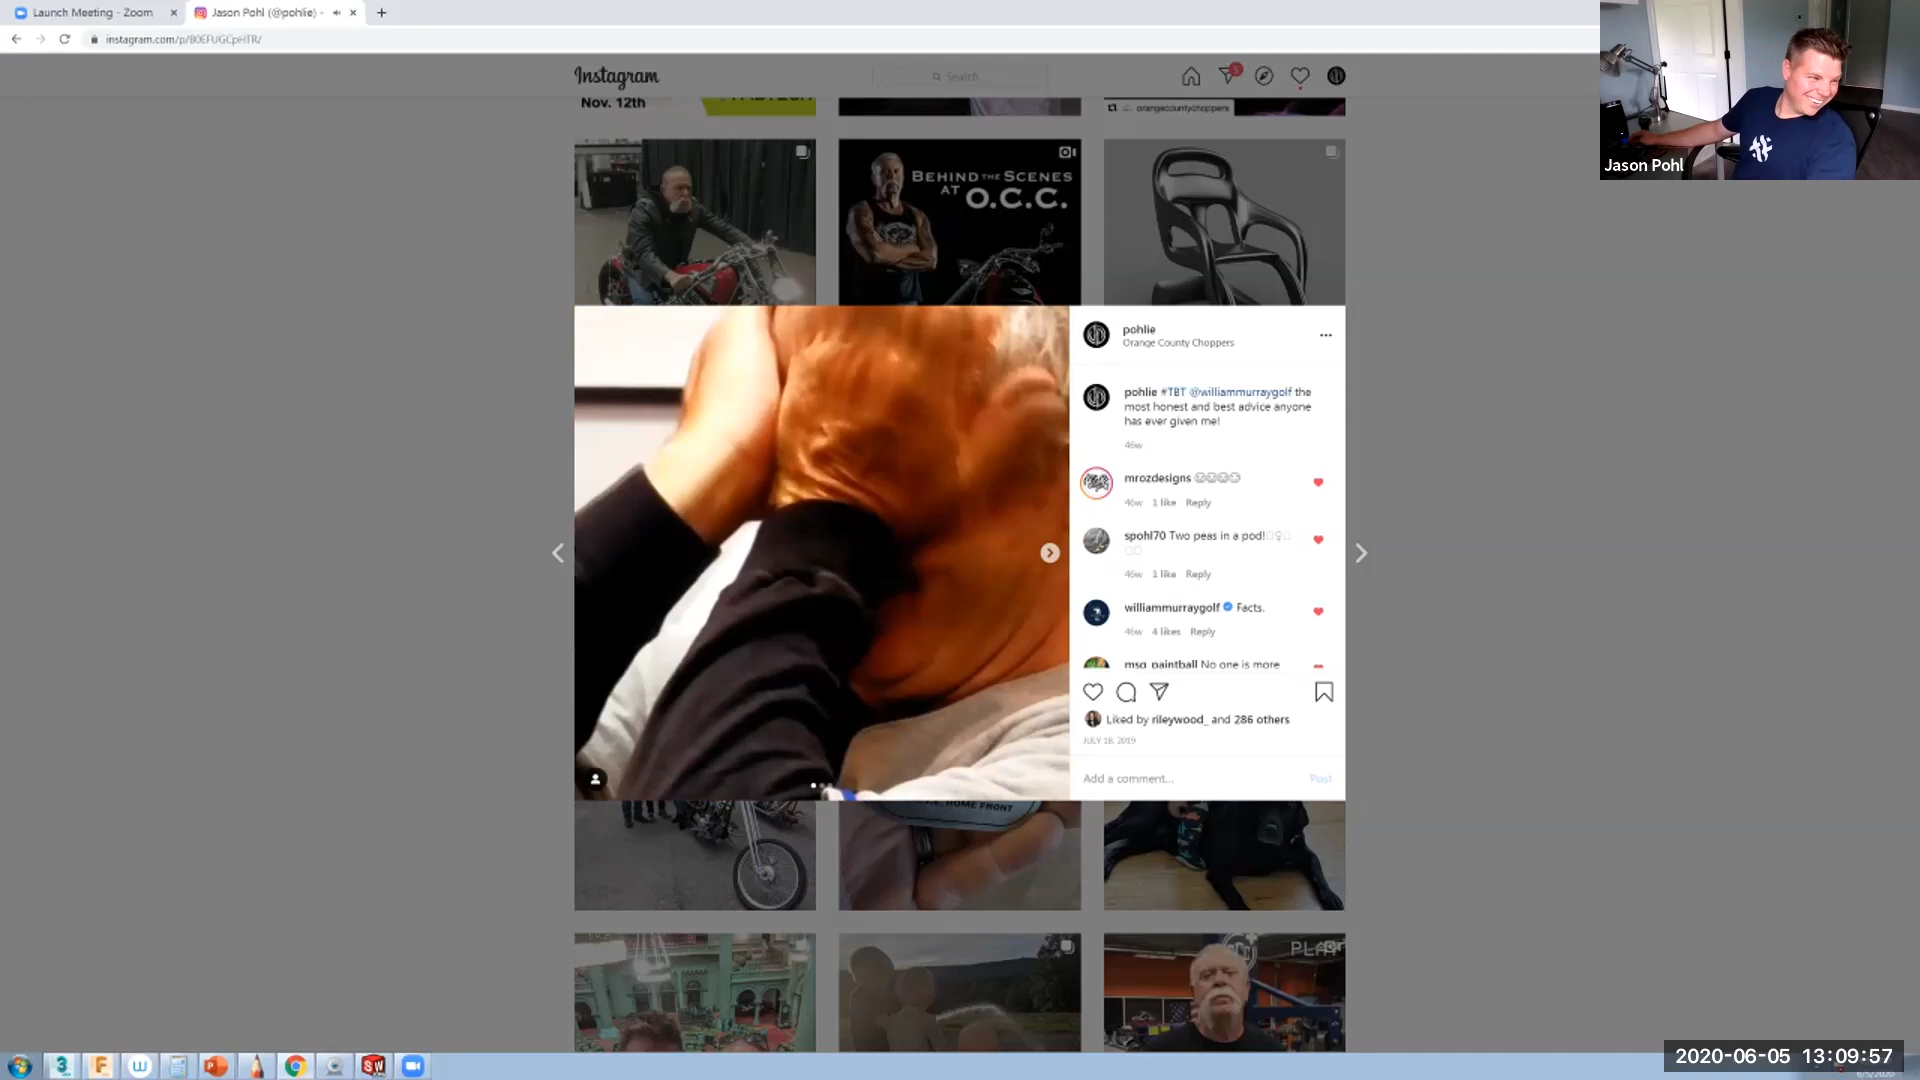 Launch Meeting - Zoom
Jason Pohl (@pohlie) -
instagram.com/p/B0EFUGCpHTR/
Instagram
Search
5
Nov. 12th
orangecountychoppers
BEHIND THE SCENES
AT O.C.C.
Jason Pohl
pohlie
Orange County Choppers
pohlie #TBT @williammurraygolf the
most honest and best advice anyone
has ever given me!
46w
mrozdesigns
46w 1 like Reply
spohl70 Two peas in a pod!
46w 1 like Reply
williammurraygolf Facts.
46w 4 likes Reply
msg_paintball No one is more
Liked by rileywood_ and 286 others
JULY 18, 2019
Add a comment... Post
HOME FRONT
2020-06-05 13:09:57